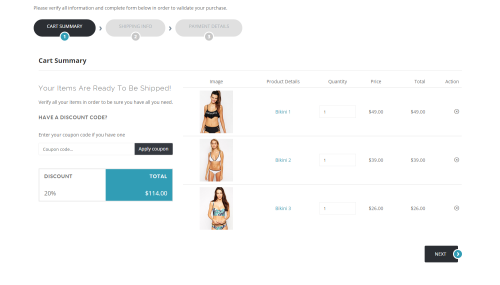 Please verify all information and complete form below in order to validate your purchase.
CART SUMMARY
SHIPPING INFO
PAYMENT DETAILS
1
2
3
Cart Summary
Your Items Are Ready To Be Shipped!
Verify all your items in order to be sure you have all you need.
HAVE A DISCOUNT CODE?
Enter your coupon code if you have one
Coupon code...
Apply coupon
DISCOUNT
TOTAL
20%
$114.00
Image Product Details Quantity Price Total Action
Bikini 1 1 $49.00 $49.00
Bikini 2 1 $39.00 $39.00
Bikini 3 1 $26.00 $26.00
NEXT